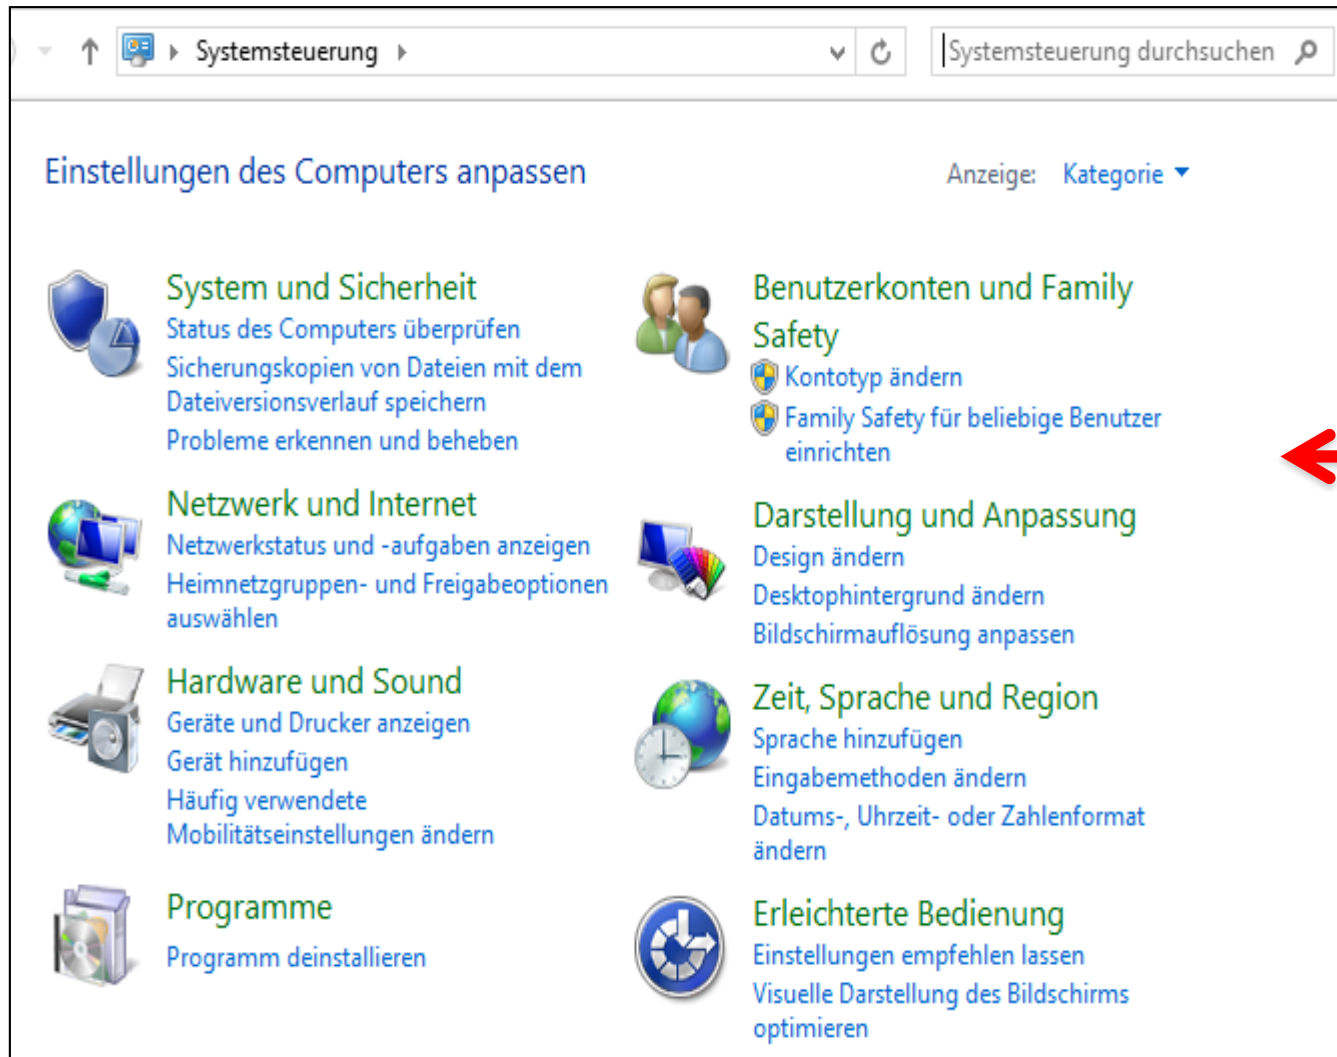 Systemsteuerung
Systemsteuerung durchsuchen
Einstellungen des Computers anpassen
Anzeige: Kategorie
System und Sicherheit
Status des Computers überprüfen
Sicherungskopien von Dateien mit dem
Dateiversionsverlauf speichern
Probleme erkennen und beheben
Netzwerk und Internet
Netzwerkstatus und -aufgaben anzeigen
Heimnetzgruppen- und Freigabeoptionen
auswählen
Hardware und Sound
Geräte und Drucker anzeigen
Gerät hinzufügen
Häufig verwendete
Mobilitätseinstellungen ändern
Programme
Programm deinstallieren
Benutzerkonten und Family
Safety
Kontotyp ändern
Family Safety für beliebige Benutzer
einrichten
Darstellung und Anpassung
Design ändern
Desktophintergrund ändern
Bildschirmauflösung anpassen
Zeit, Sprache und Region
Sprache hinzufügen
Eingabemethoden ändern
Datums-, Uhrzeit- oder Zahlenformat
ändern
Erleichterte Bedienung
Einstellungen empfehlen lassen
Visuelle Darstellung des Bildschirms
optimieren